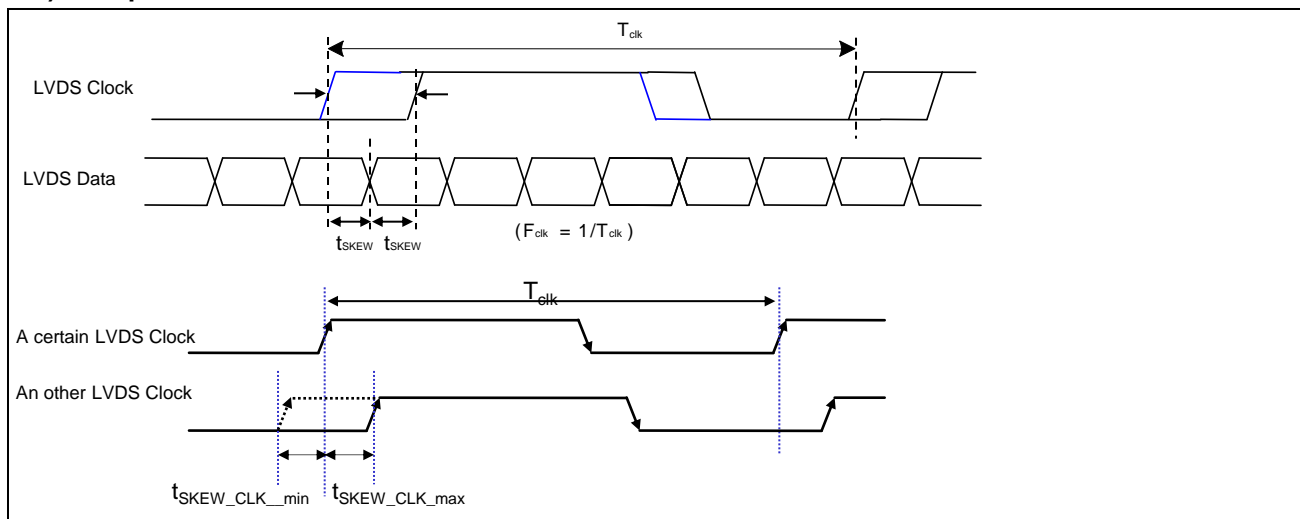 Tclk
LVDS Clock
LVDS Data
tSKEW tSKEW
(Fclk = 1/Tclk)
Tclk
A certain LVDS Clock
An other LVDS Clock
tSKEW_CLK__min tSKEW_CLK_max